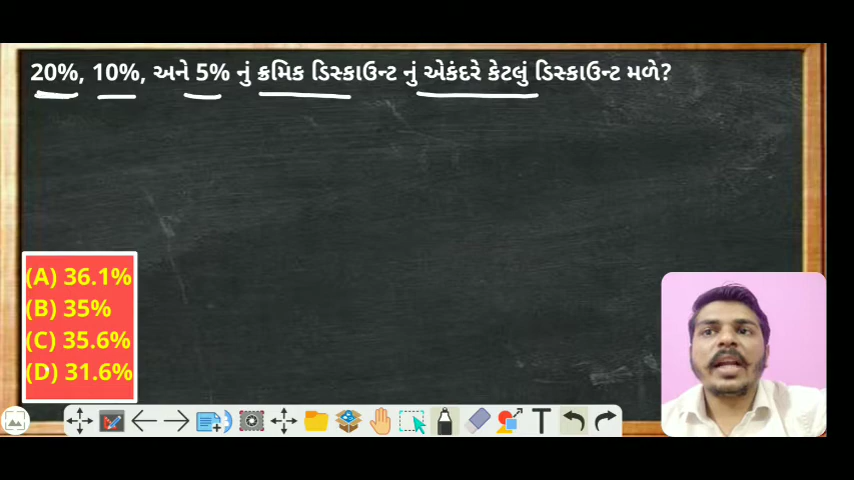 20%, 10%, અને 5% નું ક્રમિક ડિસ્કાઉન્ટ નું એકંદરે કેટલું ડિસ્કાઉન્ટ મળે?
(A) 36.1%
(B) 35%
(C) 35.6%
(D) 31.6%
T